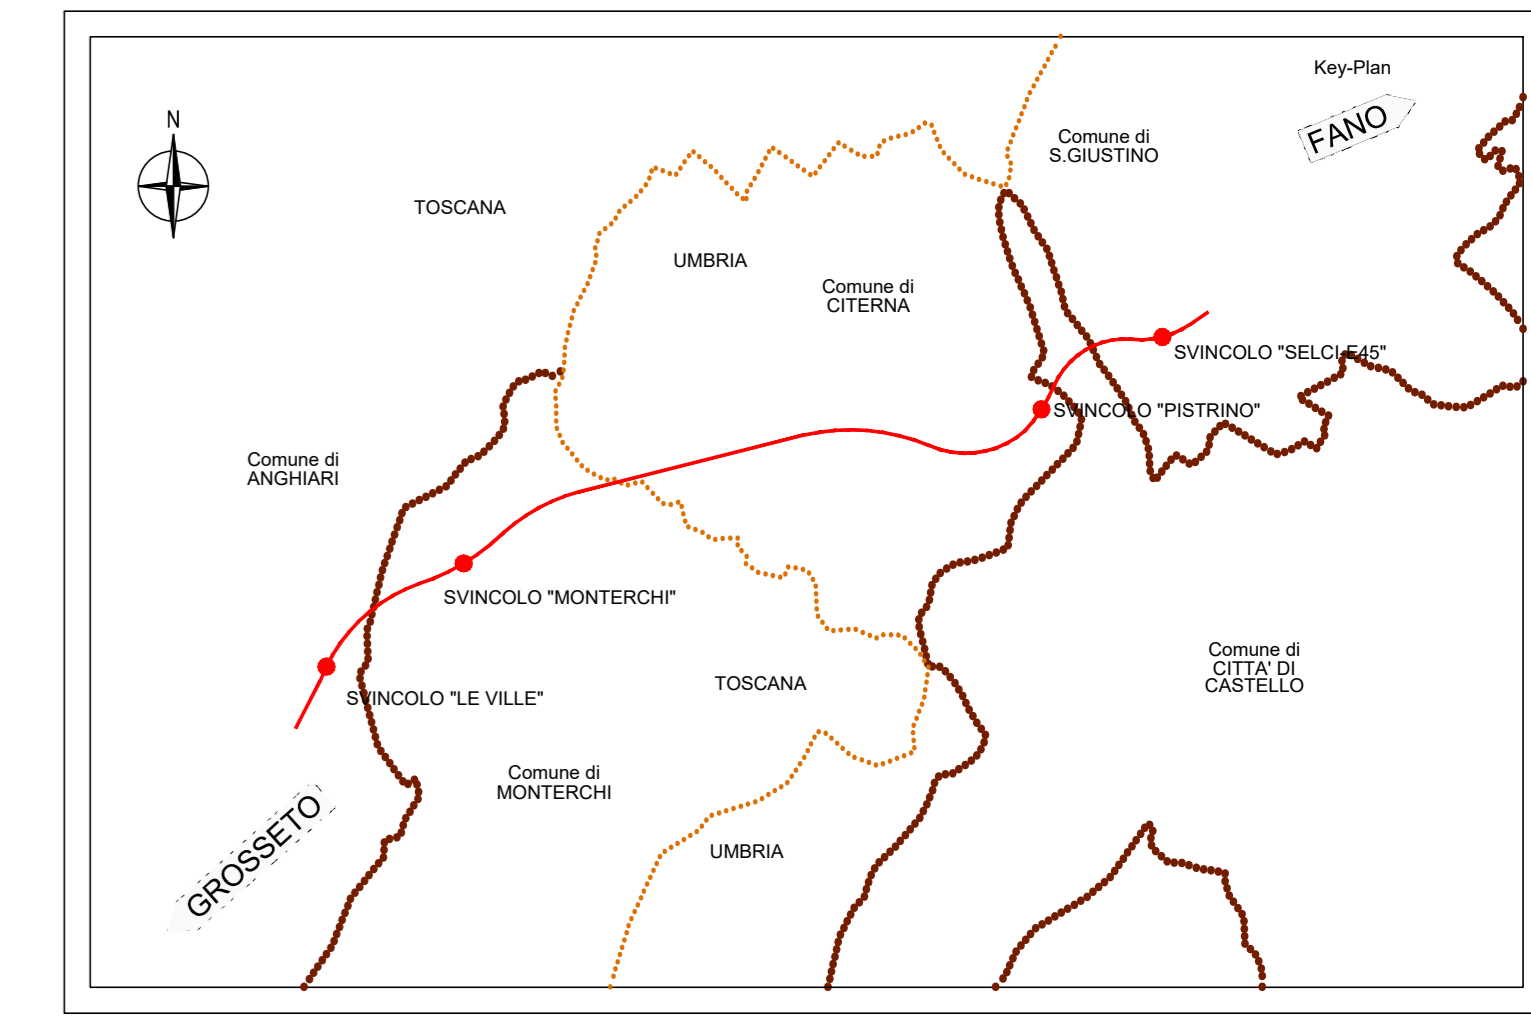 Key-Plan
FANO
N
Comune di
S.GIUSTINO
TOSCANA
UMBRIA
Comune di
CITERNA
SVINCOLO "SELCI-E45"
SVINCOLO "PISTRINO"
Comune di
ANGHIARI
SVINCOLO "MONTERCHI"
Comune di
CITTA' DI
CASTELLO
TOSCANA
SVINCOLO "LE VILLE"
Comune di
MONTERCHI
GROSSETO
UMBRIA